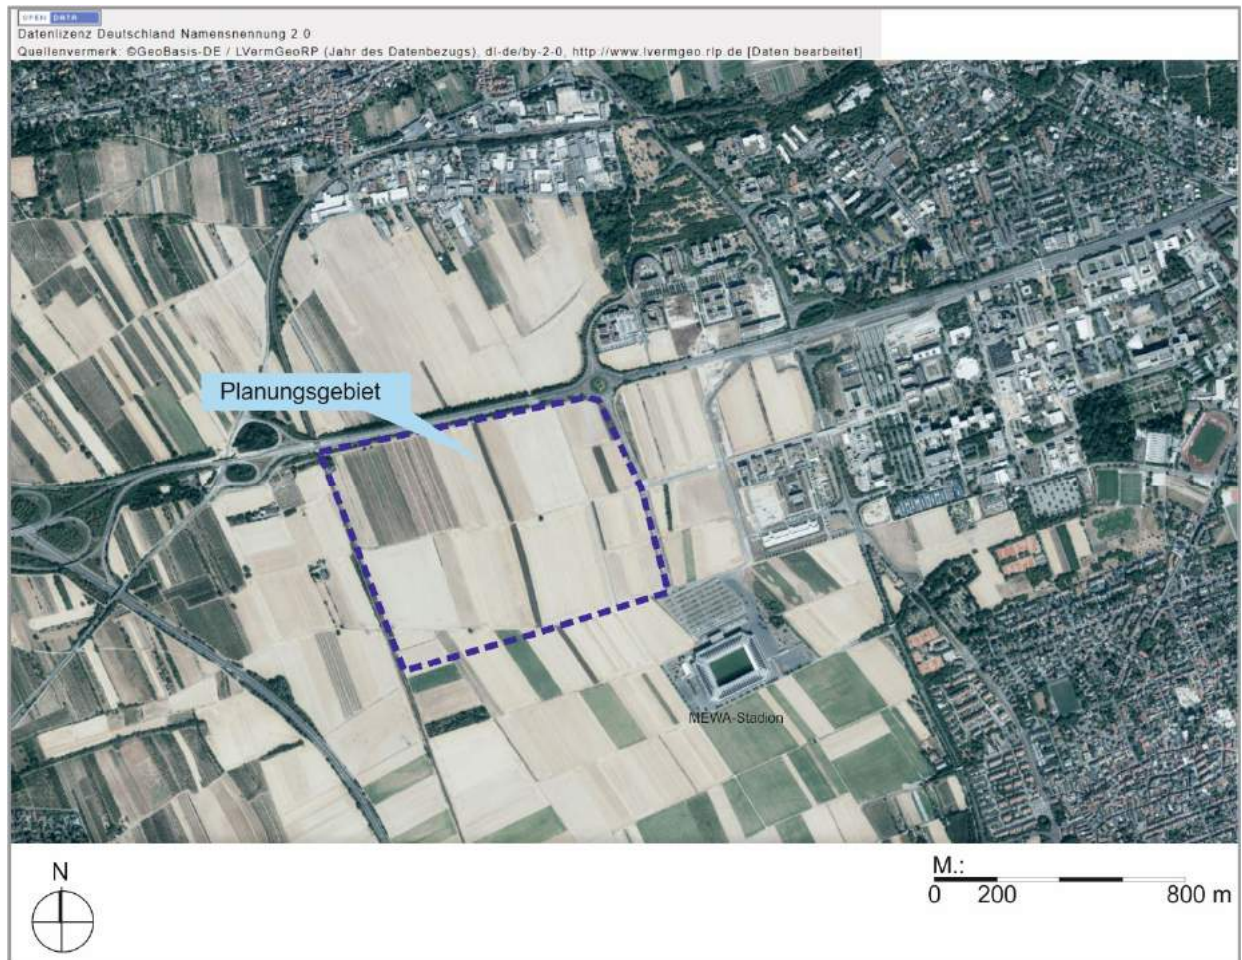 OPEN DATA
Datenlizenz Deutschland Namensnennung 2.0
Quellenvermerk: ©GeoBasis-DE / LVermGeoRP (Jahr des Datenbezugs), dl-de/by-2-0, http://www.lvermgeo.rlp.de [Daten bearbeitet]
Planungsgebiet
MEWA-Stadion
N
M.:
0 200 800 m